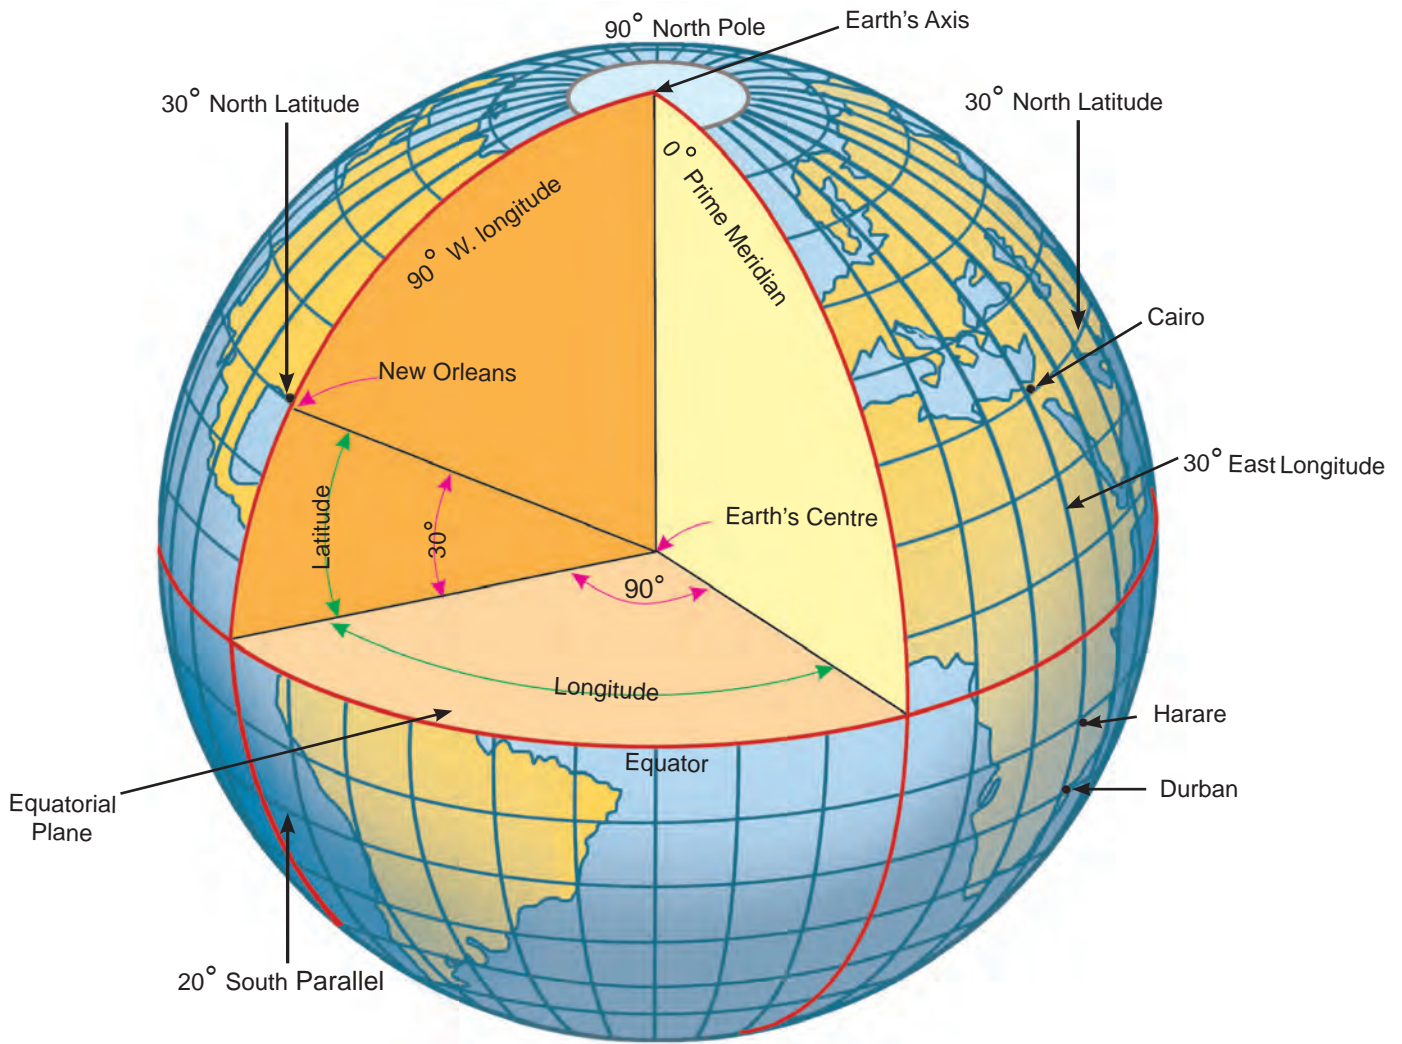 90° North Pole
Earth's Axis
30° North Latitude
30° North Latitude
0° Prime Meridian
90° W. longitude
Cairo
New Orleans
30° East Longitude
Latitude
30°
Earth's Centre
90°
Longitude
Harare
Equator
Durban
Equatorial
Plane
20° South Parallel